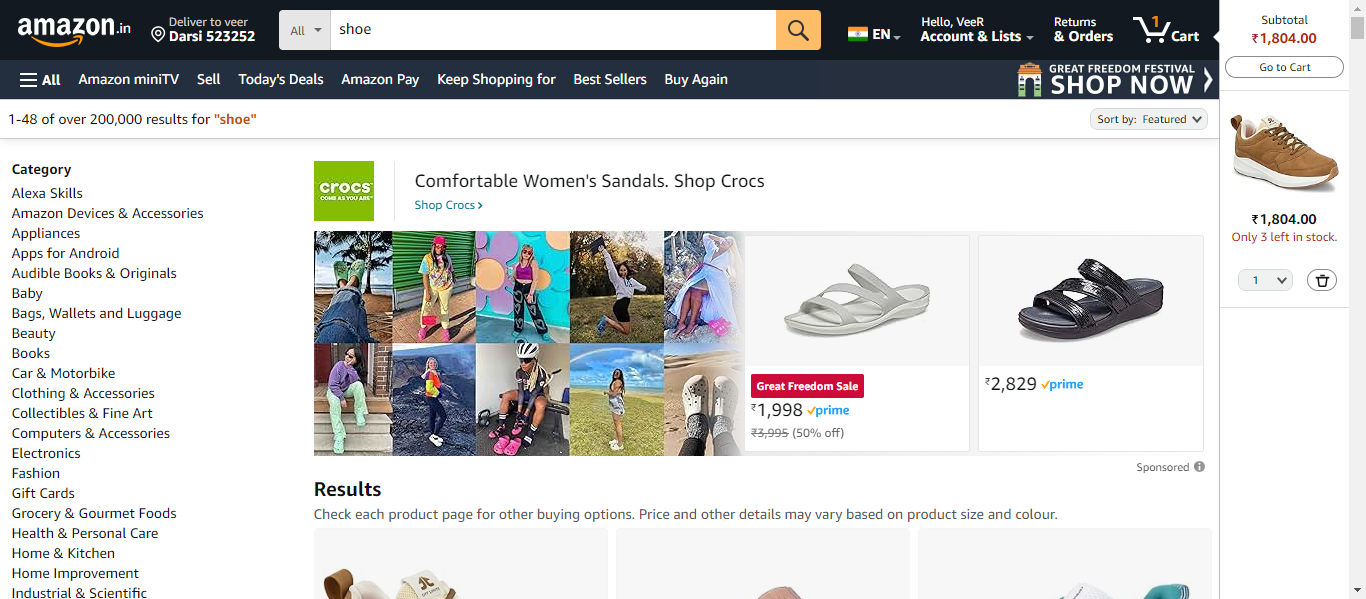 amazon.in
Deliver to veer
Darsi 523252
All
shoe
EN
Hello, VeeR
Account & Lists
Returns
& Orders
1
Cart
All
Amazon miniTV
Sell
Today's Deals
Amazon Pay
Keep Shopping for
Best Sellers
Buy Again
GREAT FREEDOM FESTIVAL
SHOP NOW
Subtotal
₹1,804.00
Go to Cart
₹1,804.00
Only 3 left in stock.
1
1-48 of over 200,000 results for "shoe"
Sort by: Featured
Category
Alexa Skills
Amazon Devices & Accessories
Appliances
Apps for Android
Audible Books & Originals
Baby
Bags, Wallets and Luggage
Beauty
Books
Car & Motorbike
Clothing & Accessories
Collectibles & Fine Art
Computers & Accessories
Electronics
Fashion
Gift Cards
Grocery & Gourmet Foods
Health & Personal Care
Home & Kitchen
Home Improvement
Industrial & Scientific
crocs™
COME AS YOU ARE™
Comfortable Women's Sandals. Shop Crocs
Shop Crocs
Great Freedom Sale
₹1,998 prime
₹3,995 (50% off)
₹2,829 prime
Sponsored
Results
Check each product page for other buying options. Price and other details may vary based on product size and colour.